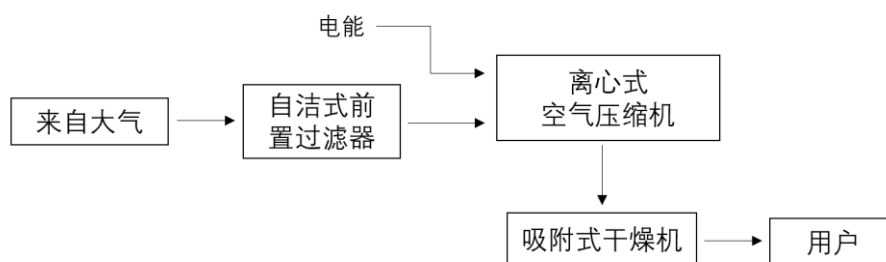 电能
离心式
空气压缩机
来自大气
自洁式前
置过滤器
吸附式干燥机
用户